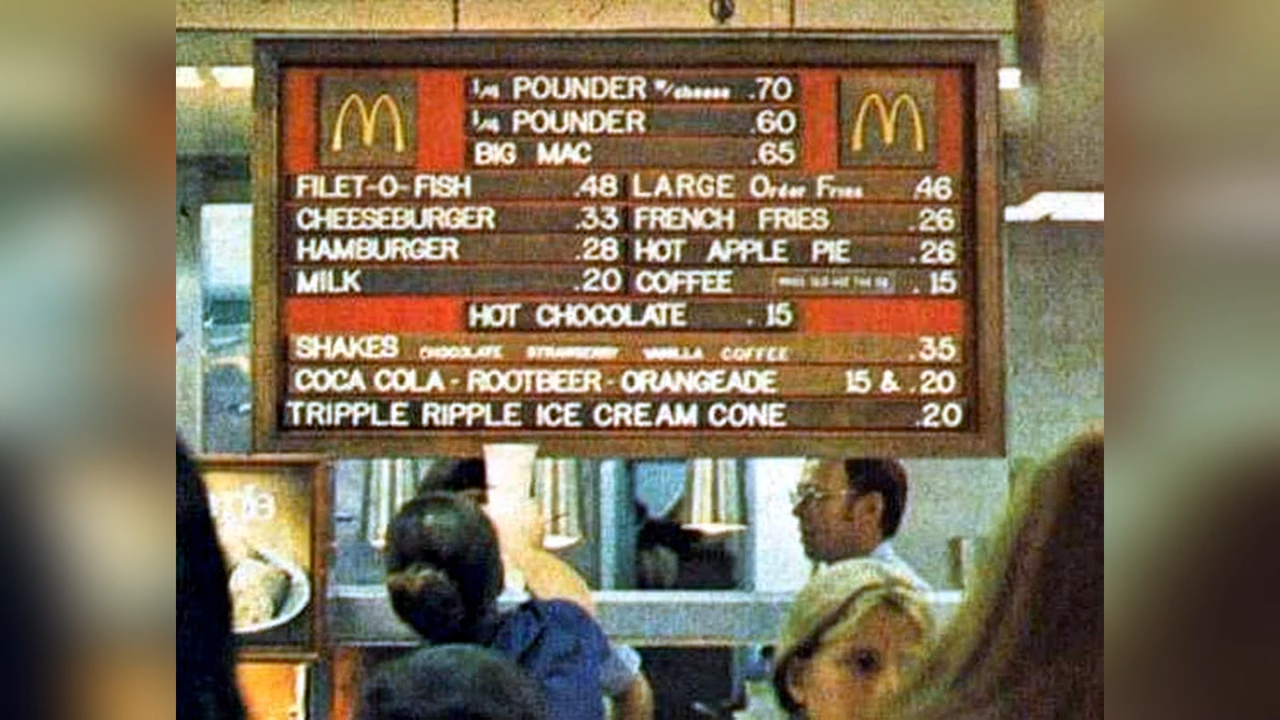 1/4 POUNDER w/cheese .70
1/4 POUNDER .60
BIG MAC .65
FILET-O-FISH .48 LARGE Order Fries .46
CHEESEBURGER .33 FRENCH FRIES .26
HAMBURGER .28 HOT APPLE PIE .26
MILK .20 COFFEE .15
HOT CHOCOLATE .15
SHAKES CHOCOLATE STRAWBERRY VANILLA COFFEE .35
COCA COLA - ROOTBEER - ORANGEADE 15 & .20
TRIPPLE RIPPLE ICE CREAM CONE .20